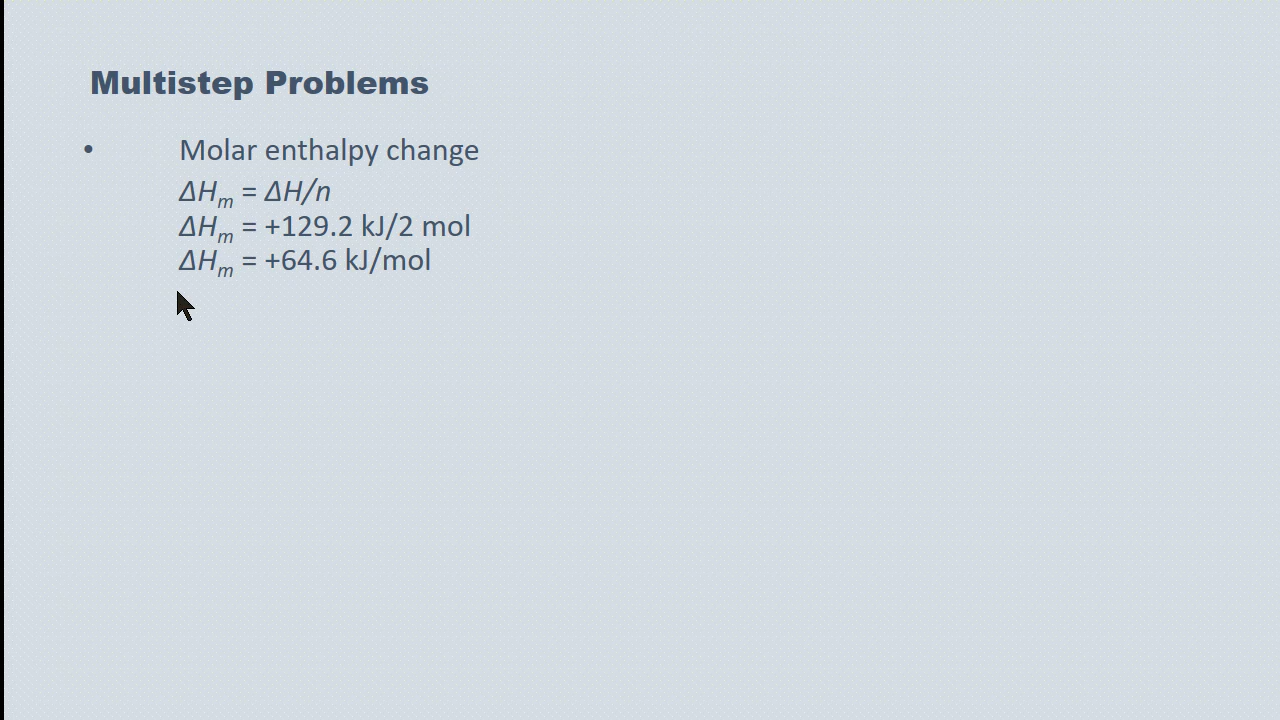 Multistep Problems
• Molar enthalpy change
ΔHm = ΔH/n
ΔHm = +129.2 kJ/2 mol
ΔHm = +64.6 kJ/mol